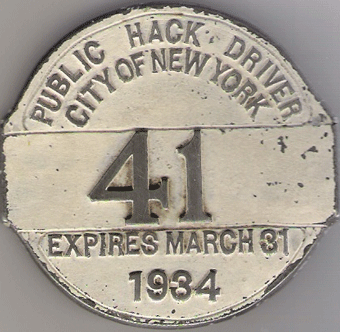 PUBLIC HACK DRIVER
CITY OF NEW YORK
41
EXPIRES MARCH 31
1934